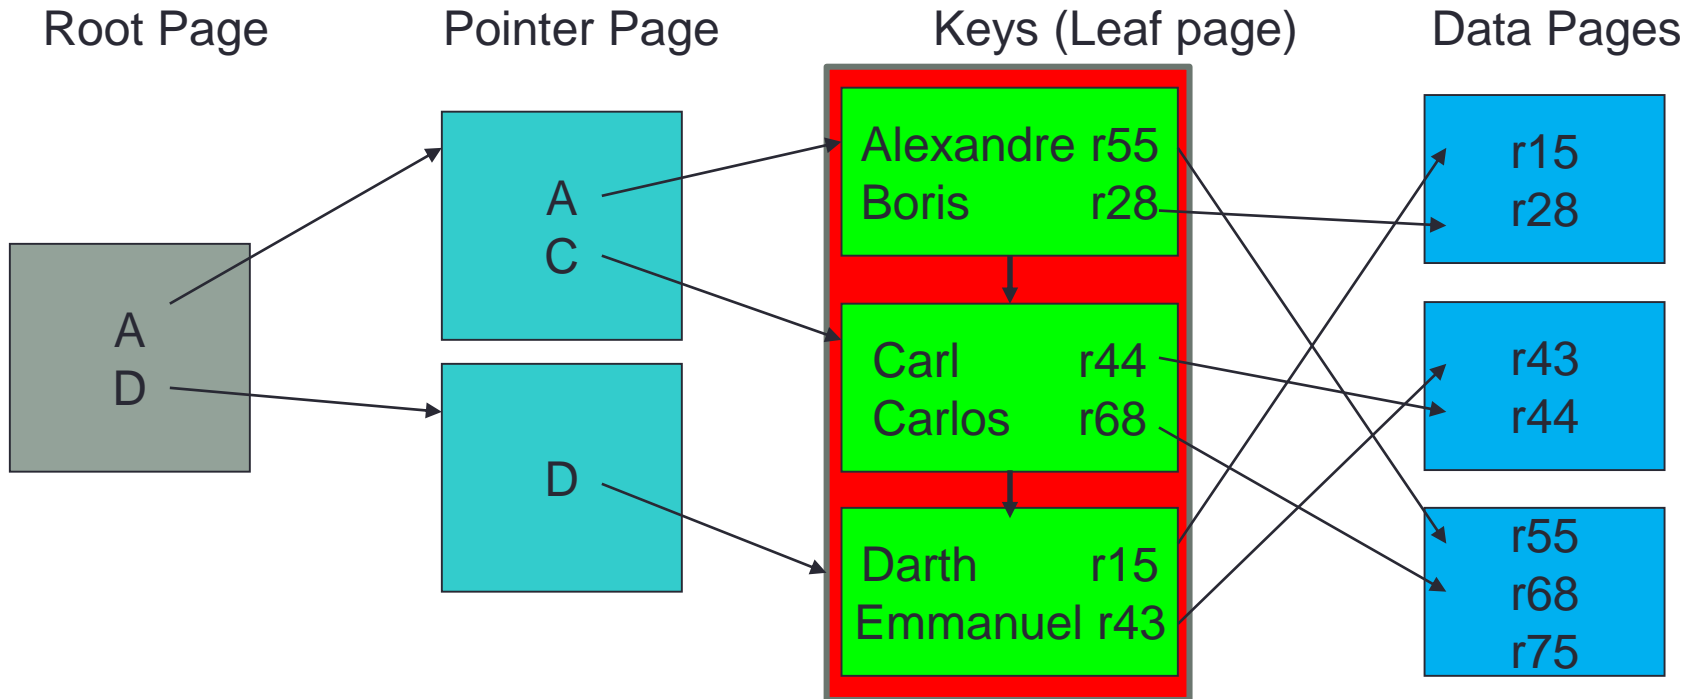 Root Page
Pointer Page
Keys (Leaf page)
Data Pages
A
D
A
C
D
Alexandre r55
Boris r28
Carl r44
Carlos r68
Darth r15
Emmanuel r43
r15
r28
r43
r44
r55
r68
r75